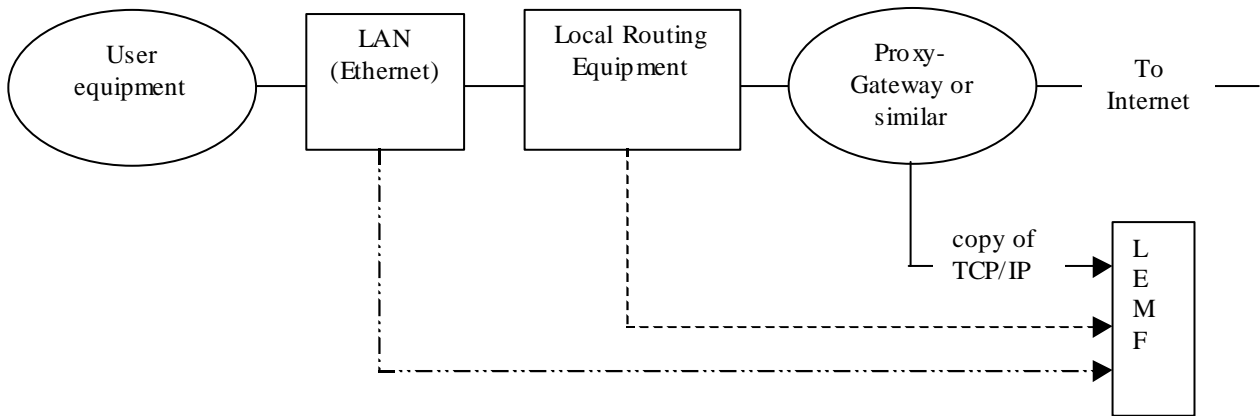 User
equipment
LAN
(Ethernet)
Local Routing
Equipment
Proxy-
Gateway or
similar
To
Internet
copy of
TCP/IP
L
E
M
F